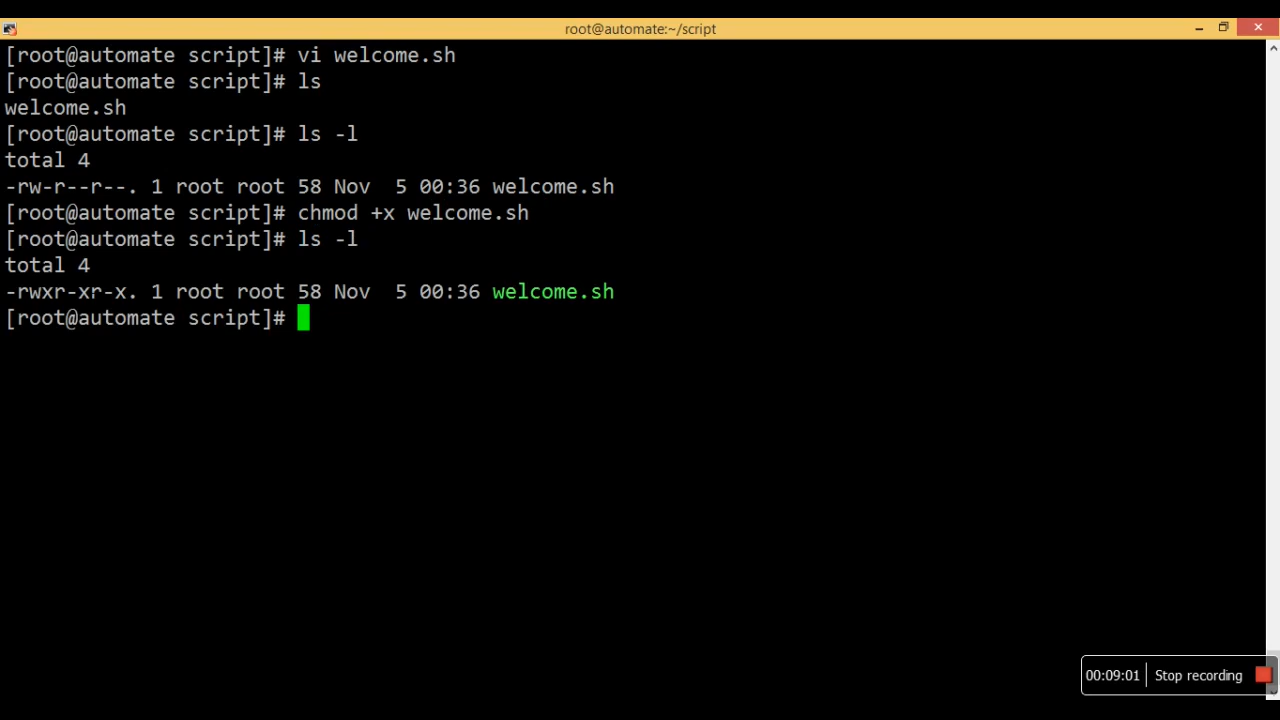 root@automate:~/script
[root@automate script]# vi welcome.sh
[root@automate script]# ls
welcome.sh
[root@automate script]# ls -l
total 4
-rw-r--r--. 1 root root 58 Nov  5 00:36 welcome.sh
[root@automate script]# chmod +x welcome.sh
[root@automate script]# ls -l
total 4
-rwxr-xr-x. 1 root root 58 Nov  5 00:36 welcome.sh
[root@automate script]#
00:09:01 Stop recording